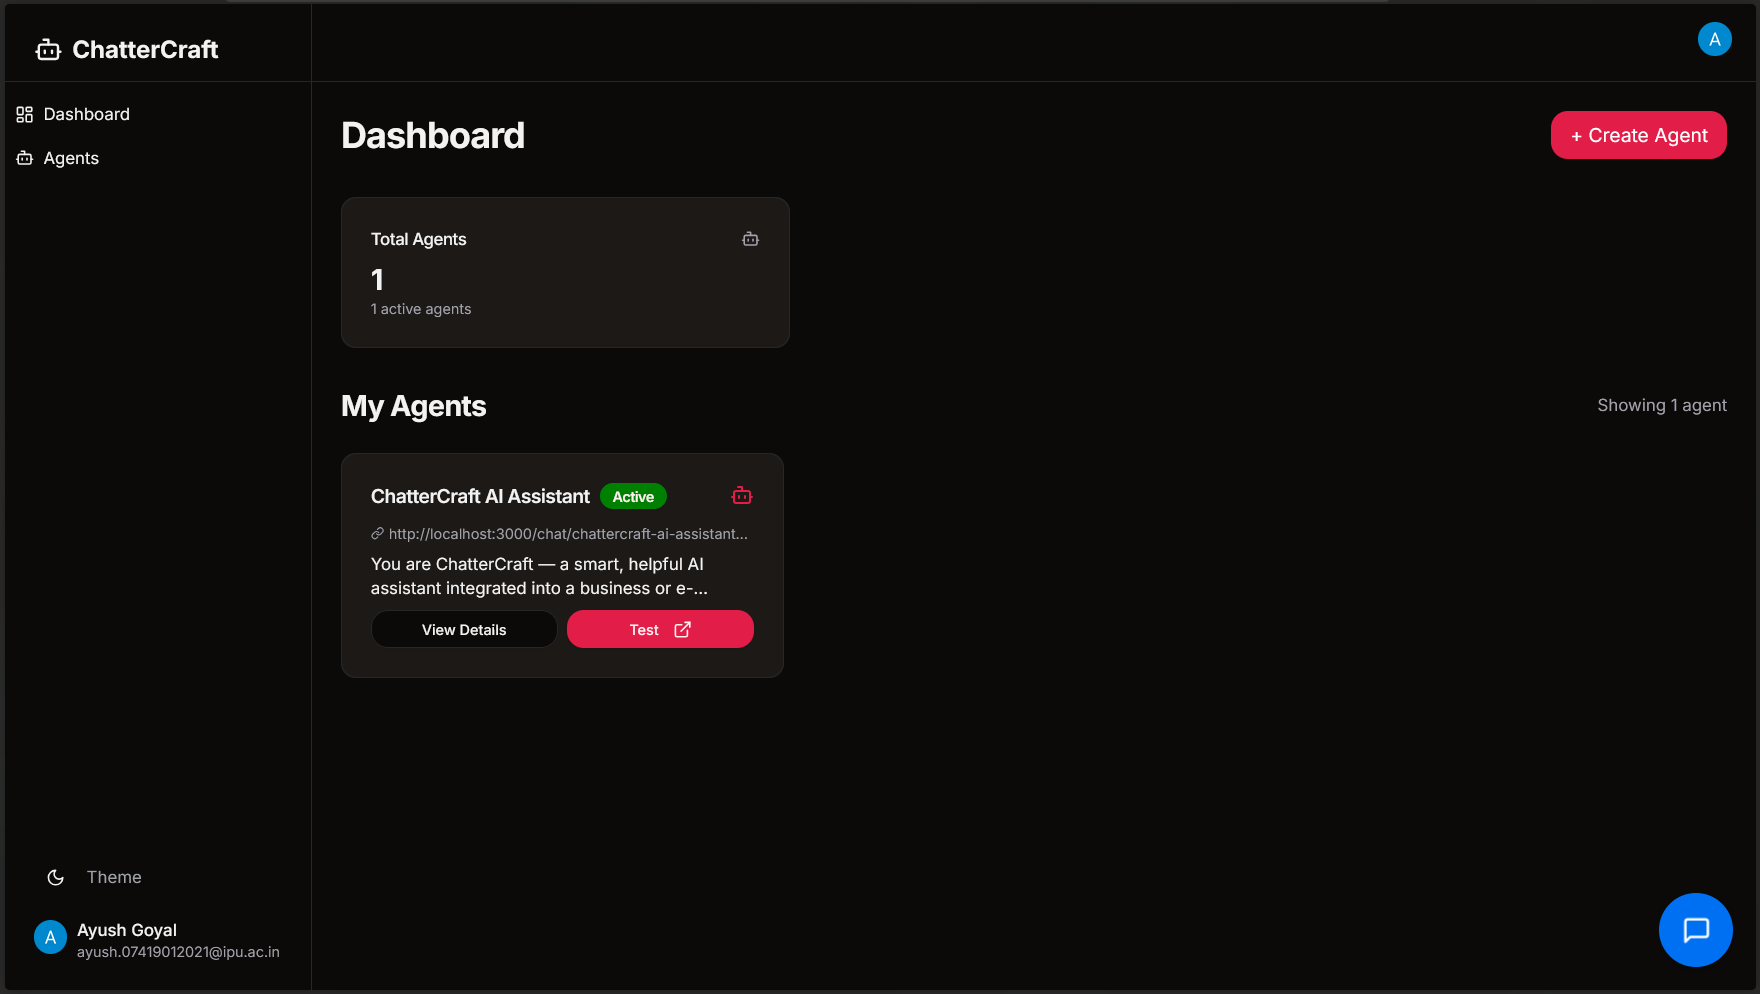 ChatterCraft
A
Dashboard
Agents
Dashboard
+ Create Agent
Total Agents
1
1 active agents
My Agents
Showing 1 agent
ChatterCraft AI Assistant Active
http://localhost:3000/chat/chattercraft-ai-assistant...
You are ChatterCraft — a smart, helpful AI
assistant integrated into a business or e-...
View Details
Test
Theme
A
Ayush Goyal
ayush.07419012021@ipu.ac.in